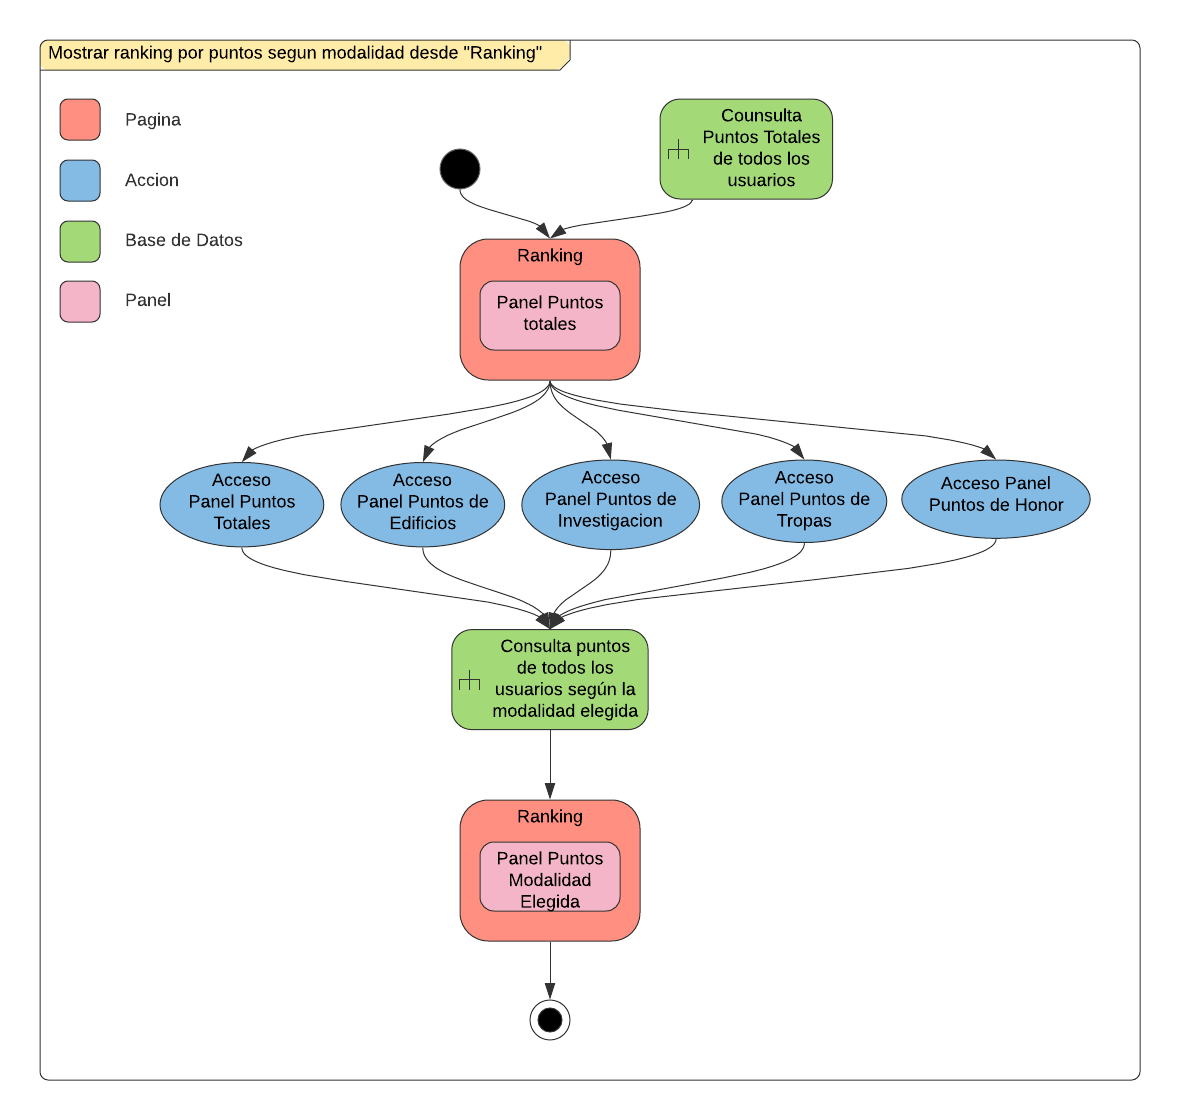 Mostrar ranking por puntos segun modalidad desde "Ranking"
Pagina
Accion
Base de Datos
Panel
Counsulta
Puntos Totales
de todos los
usuarios
Ranking
Panel Puntos
totales
Acceso
Panel Puntos
Totales
Acceso
Panel Puntos de
Edificios
Acceso
Panel Puntos de
Investigacion
Acceso
Panel Puntos de
Tropas
Acceso Panel
Puntos de Honor
Consulta puntos
de todos los
usuarios según la
modalidad elegida
Ranking
Panel Puntos
Modalidad
Elegida